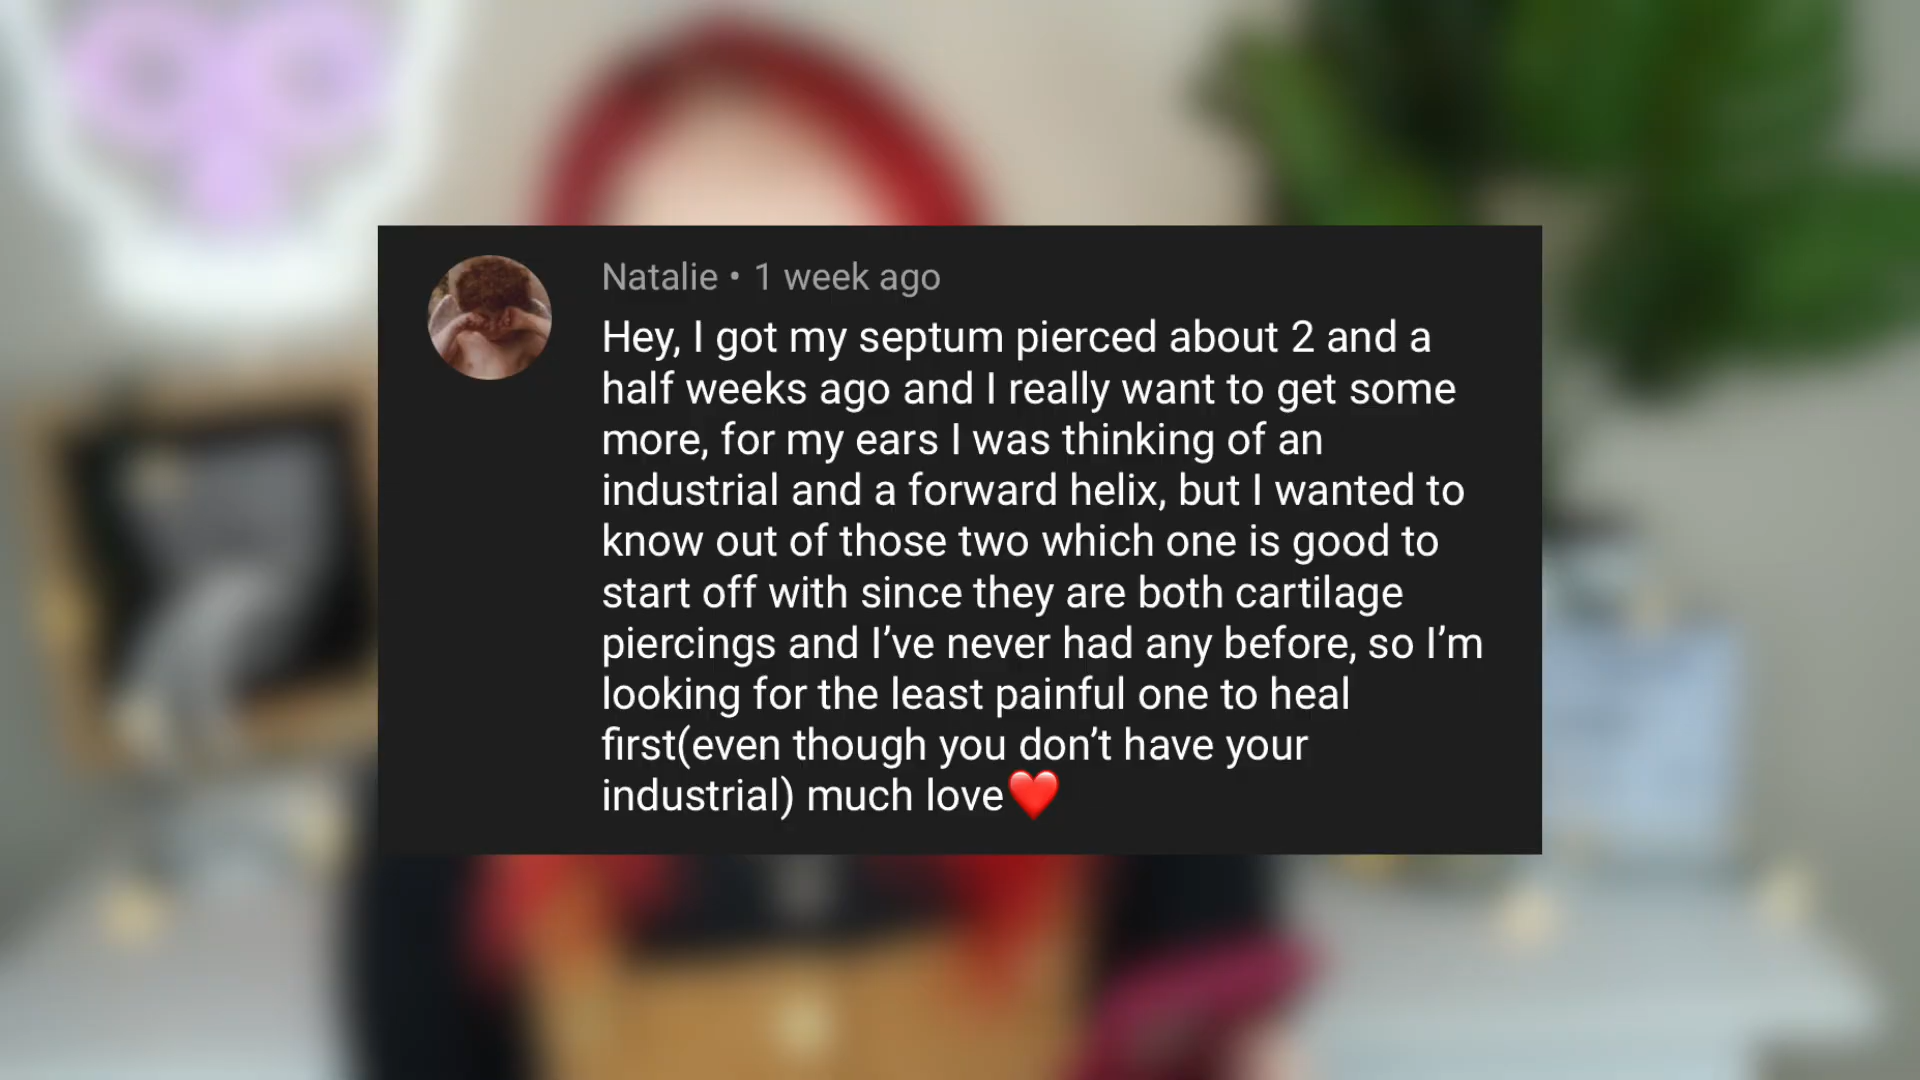 Natalie • 1 week ago
Hey, I got my septum pierced about 2 and a
half weeks ago and I really want to get some
more, for my ears I was thinking of an
industrial and a forward helix, but I wanted to
know out of those two which one is good to
start off with since they are both cartilage
piercings and I’ve never had any before, so I’m
looking for the least painful one to heal
first(even though you don’t have your
industrial) much love❤️